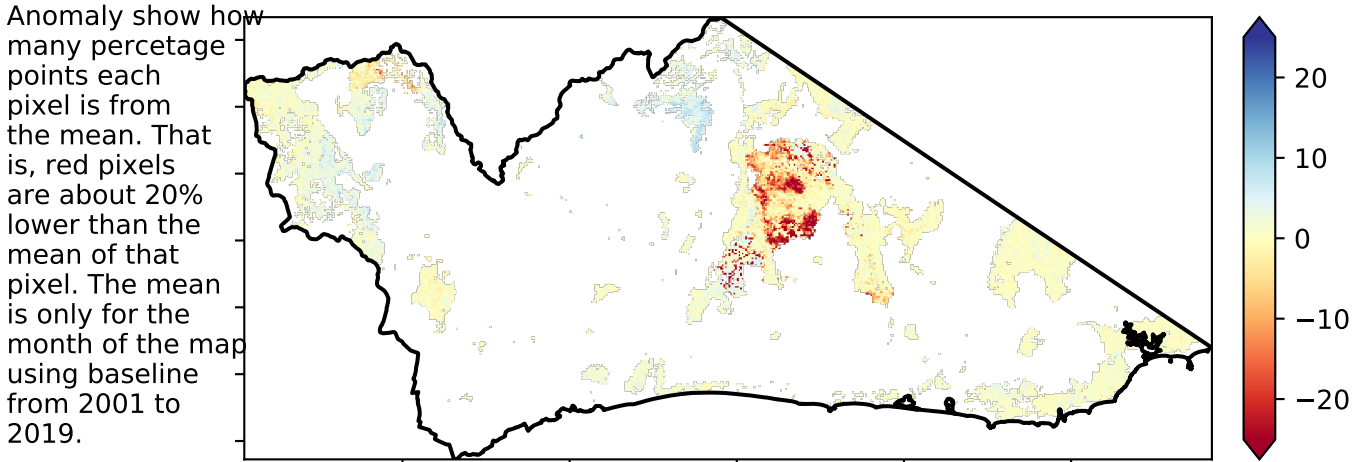 Anomaly show how
many percetage
points each
pixel is from
the mean. That
is, red pixels
are about 20%
lower than the
mean of that
pixel. The mean
is only for the
month of the map
using baseline
from 2001 to
2019.
20
10
0
−10
−20